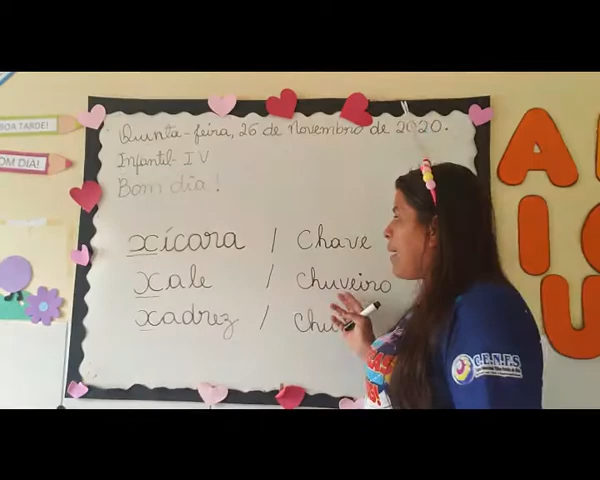 BOA TARDE!
BOM DIA!
Quinta-feira, 26 de Novembro de 2020.
Infantil-IV
Bom dia!
xícara / Chave
xale / chuveiro
xadrez /
C.E.N.F.S
A E
I O
U